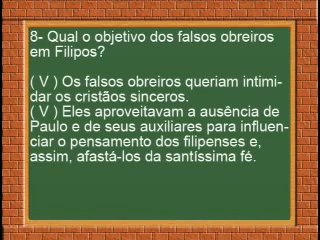 8- Qual o objetivo dos falsos obreiros
em Filipos?
( V ) Os falsos obreiros queriam intimi-
dar os cristãos sinceros.
( V ) Eles aproveitavam a ausência de
Paulo e de seus auxiliares para influen-
ciar o pensamento dos filipenses e,
assim, afastá-los da santíssima fé.